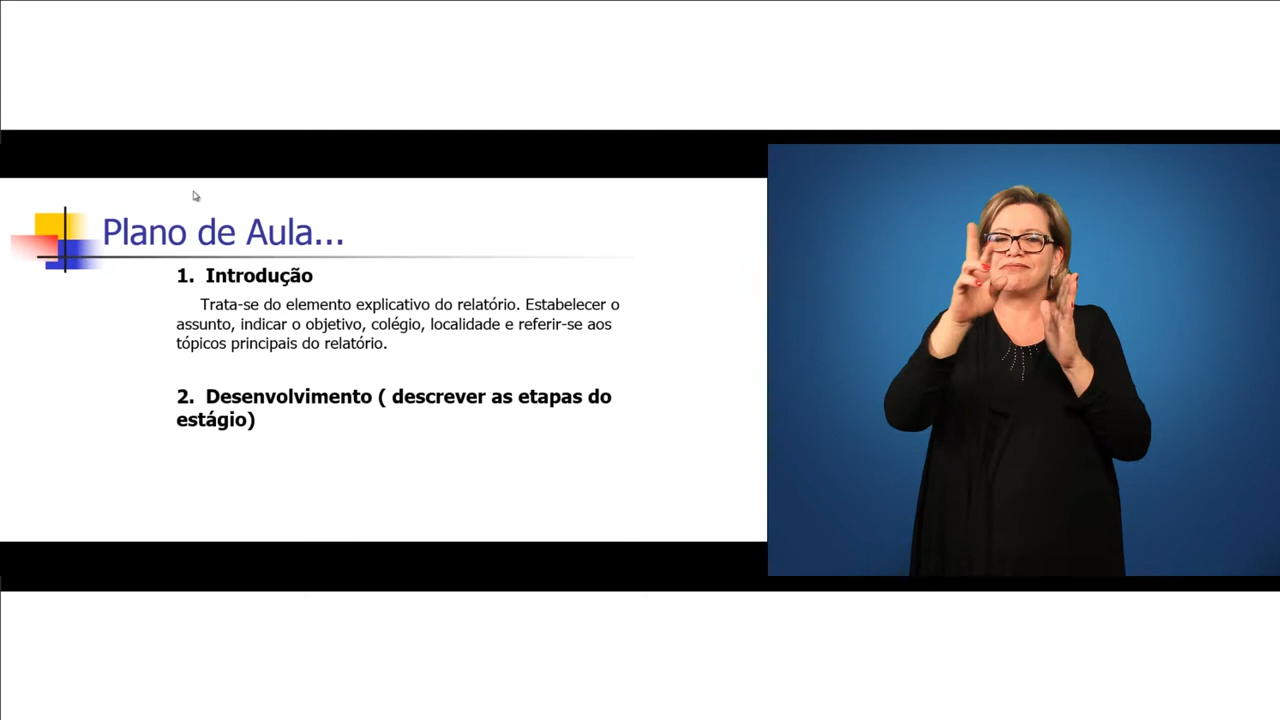 Plano de Aula...
1. Introdução
Trata-se do elemento explicativo do relatório. Estabelecer o
assunto, indicar o objetivo, colégio, localidade e referir-se aos
tópicos principais do relatório.
2. Desenvolvimento ( descrever as etapas do
estágio)